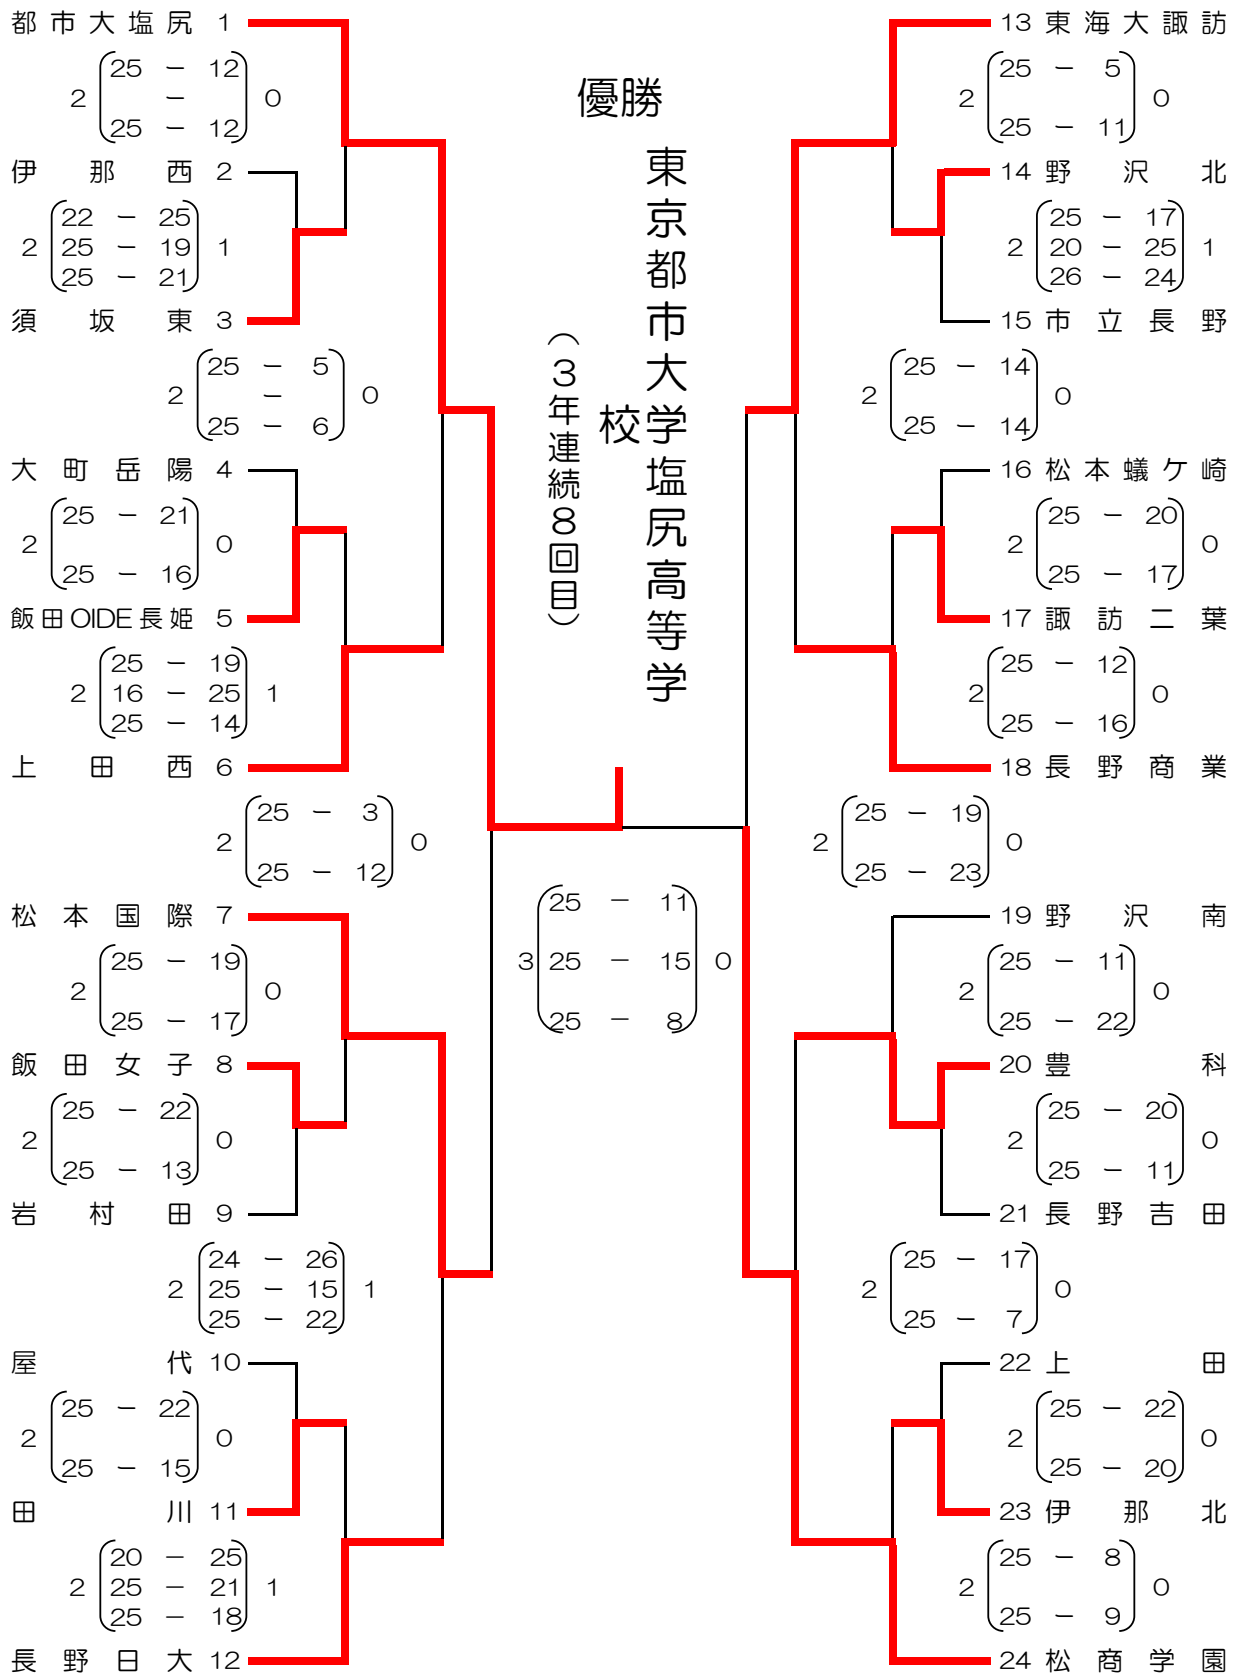 優勝
東京都市大学塩尻高等学校
（３年連続８回目）
都市大塩尻 1
2 25 － 12 0
－
25 － 12
伊那西 2
22 － 25
2 25 － 19 1
25 － 21
須坂東 3
25 － 5
2 － 0
25 － 6
大町岳陽 4
25 － 21
2 0
25 － 16
飯田OIDE長姫 5
25 － 19
2 16 － 25 1
25 － 14
上田西 6
25 － 3
2 0
25 － 12
松本国際 7
25 － 19
2 0
25 － 17
飯田女子 8
25 － 22
2 0
25 － 13
岩村田 9
24 － 26
2 25 － 15 1
25 － 22
屋代 10
25 － 22
2 0
25 － 15
田川 11
20 － 25
2 25 － 21 1
25 － 18
長野日大 12
25 － 11
3 25 － 15 0
25 － 8
13 東海大諏訪
25 － 5
2 0
25 － 11
14 野沢北
25 － 17
2 20 － 25 1
26 － 24
15 市立長野
25 － 14
2 0
25 － 14
16 松本蟻ケ崎
25 － 20
2 0
25 － 17
17 諏訪二葉
25 － 12
2 0
25 － 16
18 長野商業
25 － 19
2 0
25 － 23
19 野沢南
25 － 11
2 0
25 － 22
20 豊科
25 － 20
2 0
25 － 11
21 長野吉田
25 － 17
2 0
25 － 7
22 上田
25 － 22
2 0
25 － 20
23 伊那北
25 － 8
2 0
25 － 9
24 松商学園